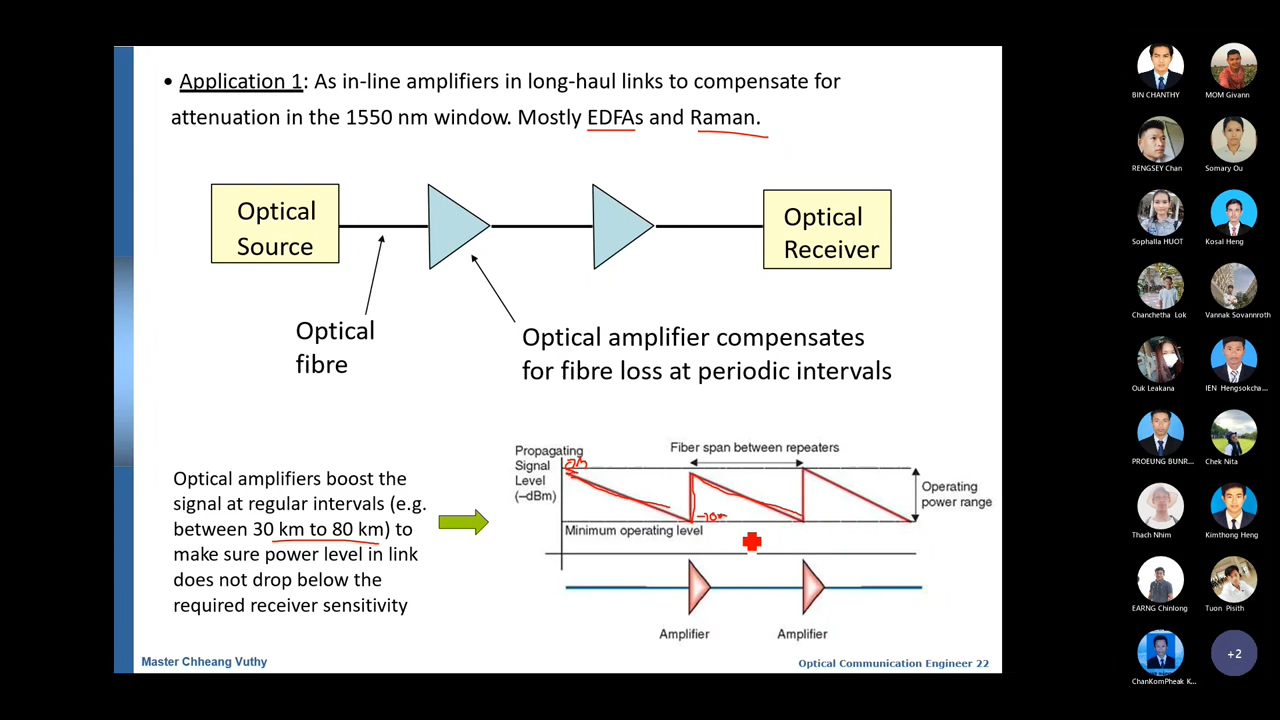 • Application 1: As in-line amplifiers in long-haul links to compensate for
attenuation in the 1550 nm window. Mostly EDFAs and Raman.
Optical
Source
Optical
Receiver
Optical
fibre
Optical amplifier compensates
for fibre loss at periodic intervals
Optical amplifiers boost the
signal at regular intervals (e.g.
between 30 km to 80 km) to
make sure power level in link
does not drop below the
required receiver sensitivity
Propagating
Signal
Level
(–dBm)
Fiber span between repeaters
Operating
power range
Minimum operating level
Amplifier
Amplifier
Master Chheang Vuthy
Optical Communication Engineer 22
BIN CHANTHY
MOM Givann
RENGSEY Chan
Somary Ou
Sophalla HUOT
Kosal Heng
Chanchetha Lok
Vannak Sovannroth
Ouk Leakana
IEN Hengsokcha...
PROEUNG BUNR...
Chek Nita
Thach Nhim
Kimthong Heng
EARNG Chinlong
Tuon Pisith
ChanKomPheak K...
+2